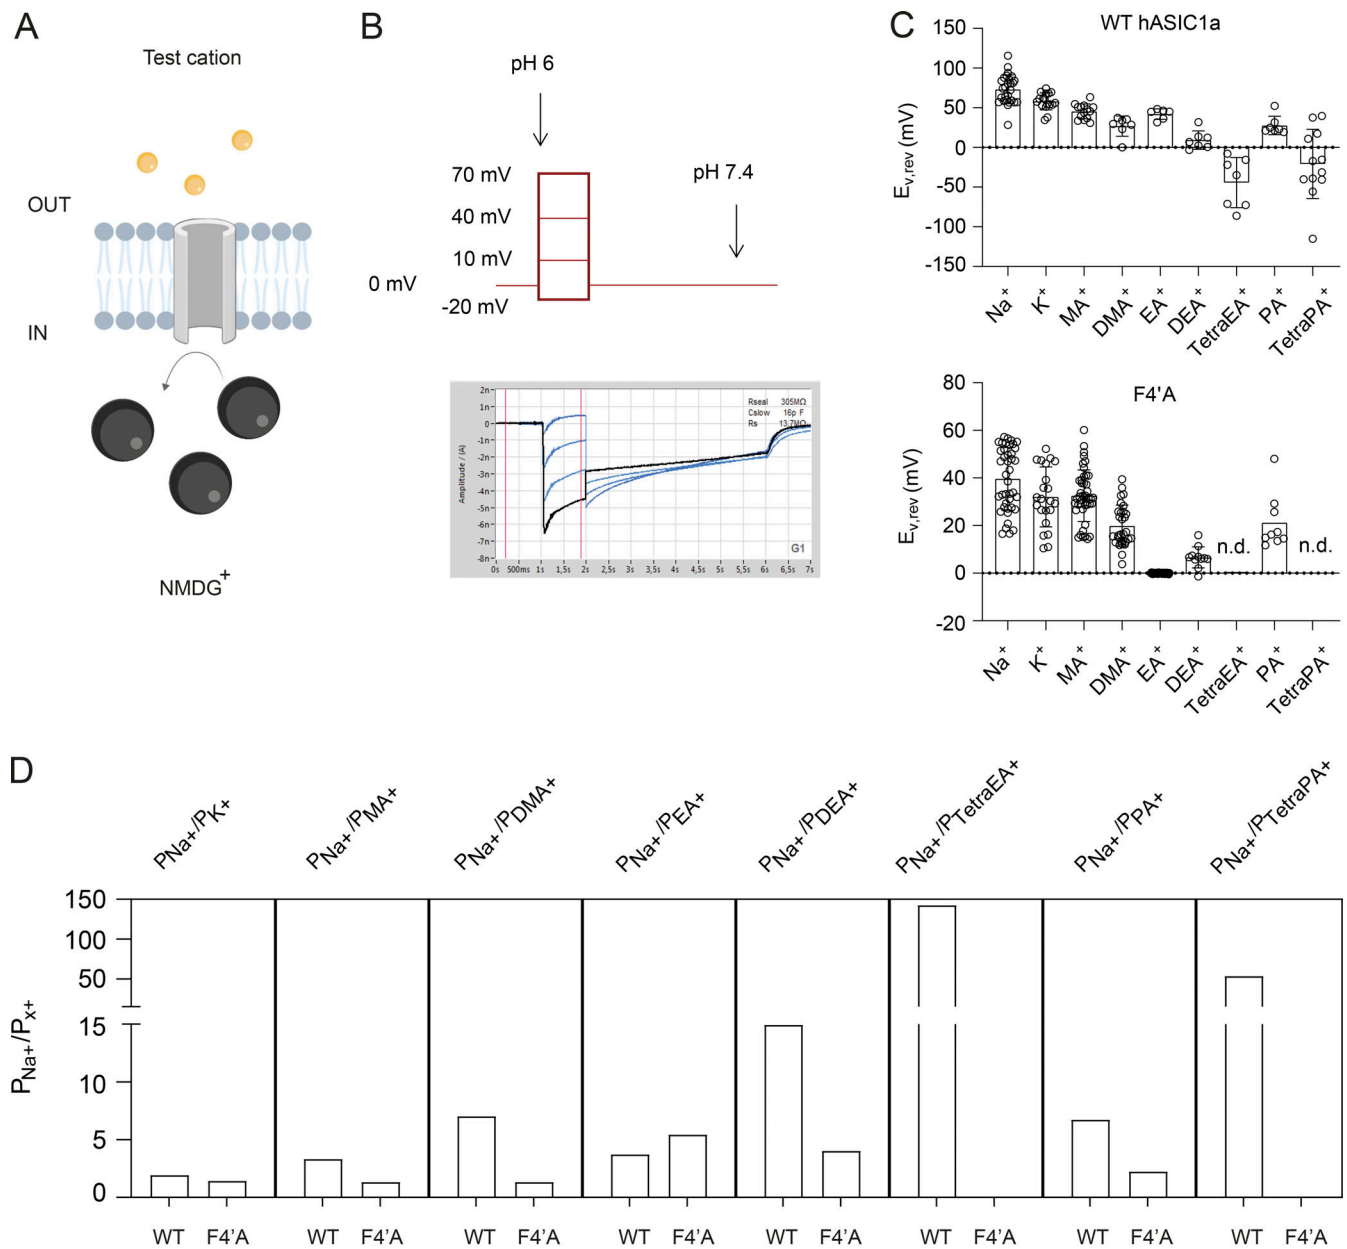 A
Test cation
OUT
IN
NMDG+
B
pH 6
70 mV
pH 7.4
40 mV
10 mV
0 mV
-20 mV
2n
1n
0
-1n
-2n
-3n
-4n
-5n
-6n
-7n
-8n
Amplitude / (A)
Rseal 305MΩ
Cslow 16p F
Rs 13,7MΩ
G1
0s 500ms 1s 1,5s 2s 2,5s 3s 3,5s 4s 4,5s 5s 5,5s 6s 6,5s 7s
C
WT hASIC1a
150
100
50
0
-50
-100
-150
Ev,rev (mV)
Na+ K+ MA+ DMA+ EA+ DEA+ TetraEA+ PA+ TetraPA+
F4'A
80
60
40
20
0
-20
Ev,rev (mV)
n.d. n.d.
Na+ K+ MA+ DMA+ EA+ DEA+ TetraEA+ PA+ TetraPA+
D
PNa+/PK+ PNa+/PMA+ PNa+/PDMA+ PNa+/PEA+ PNa+/PDEA+ PNa+/PTetraEA+ PNa+/PPA+ PNa+/PTetraPA+
150
100
50
15
10
5
0
PNa+/Px+
WT F4'A WT F4'A WT F4'A WT F4'A WT F4'A WT F4'A WT F4'A WT F4'A